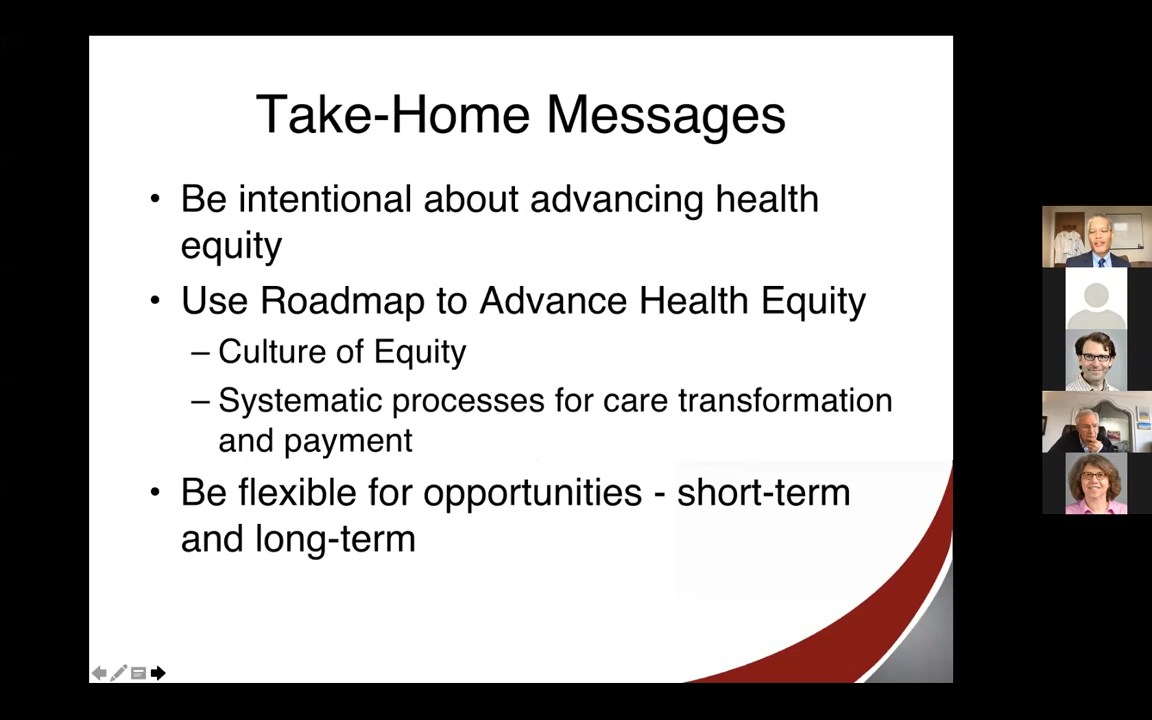 Take-Home Messages
• Be intentional about advancing health
equity
• Use Roadmap to Advance Health Equity
– Culture of Equity
– Systematic processes for care transformation
and payment
• Be flexible for opportunities - short-term
and long-term